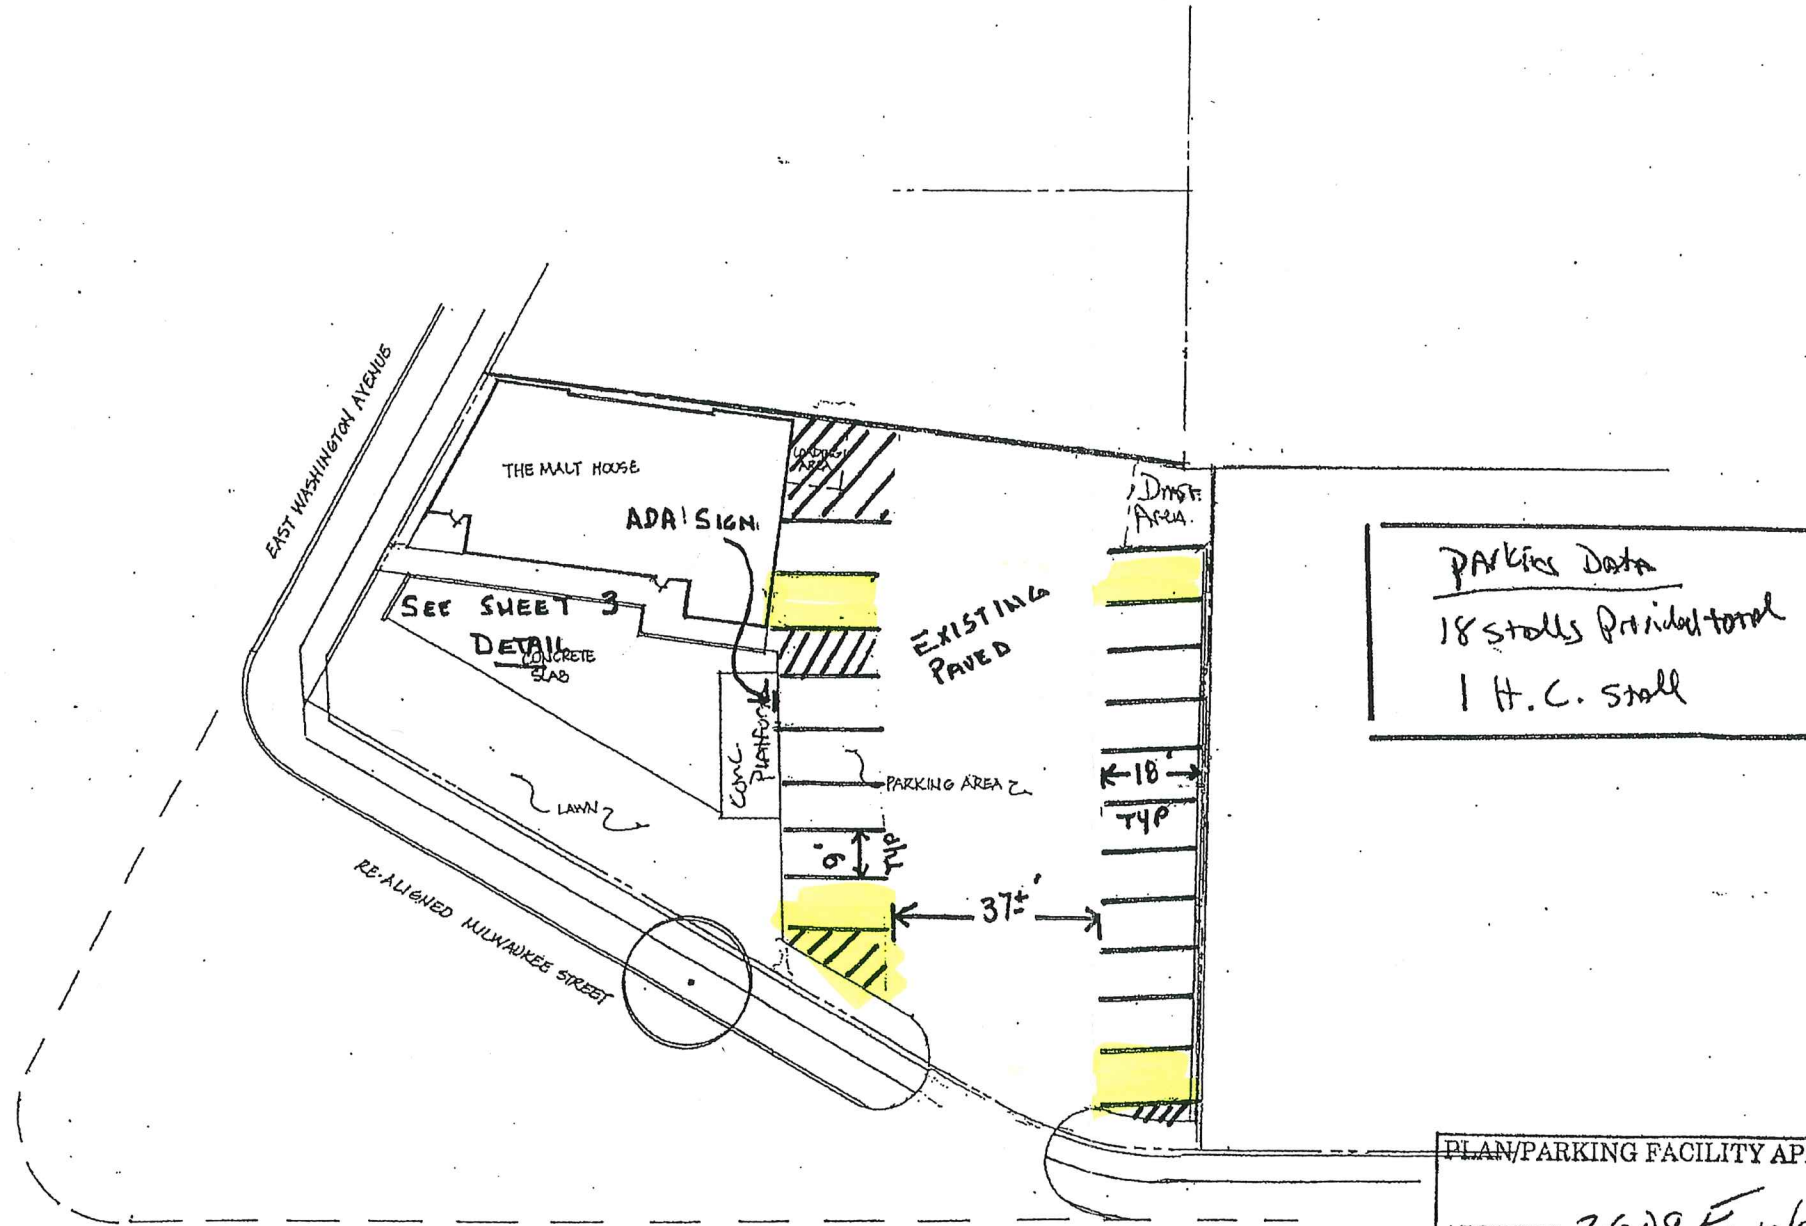 EAST WASHINGTON AVENUE
THE MALT HOUSE
LOADING
AREA
ADA SIGN
SEE SHEET 3
DETAIL
CONCRETE
SLAB
CONC.
PLATFORM
EXISTING
PAVED
Area.
PARKING AREA
LAWN
9'
TYP
18'
TYP
37±'
RE-ALIGNED MILWAUKEE STREET
Parking Data
18 stalls Provided total
1 H.C. Stall
PLAN/PARKING FACILITY AP
2609 E